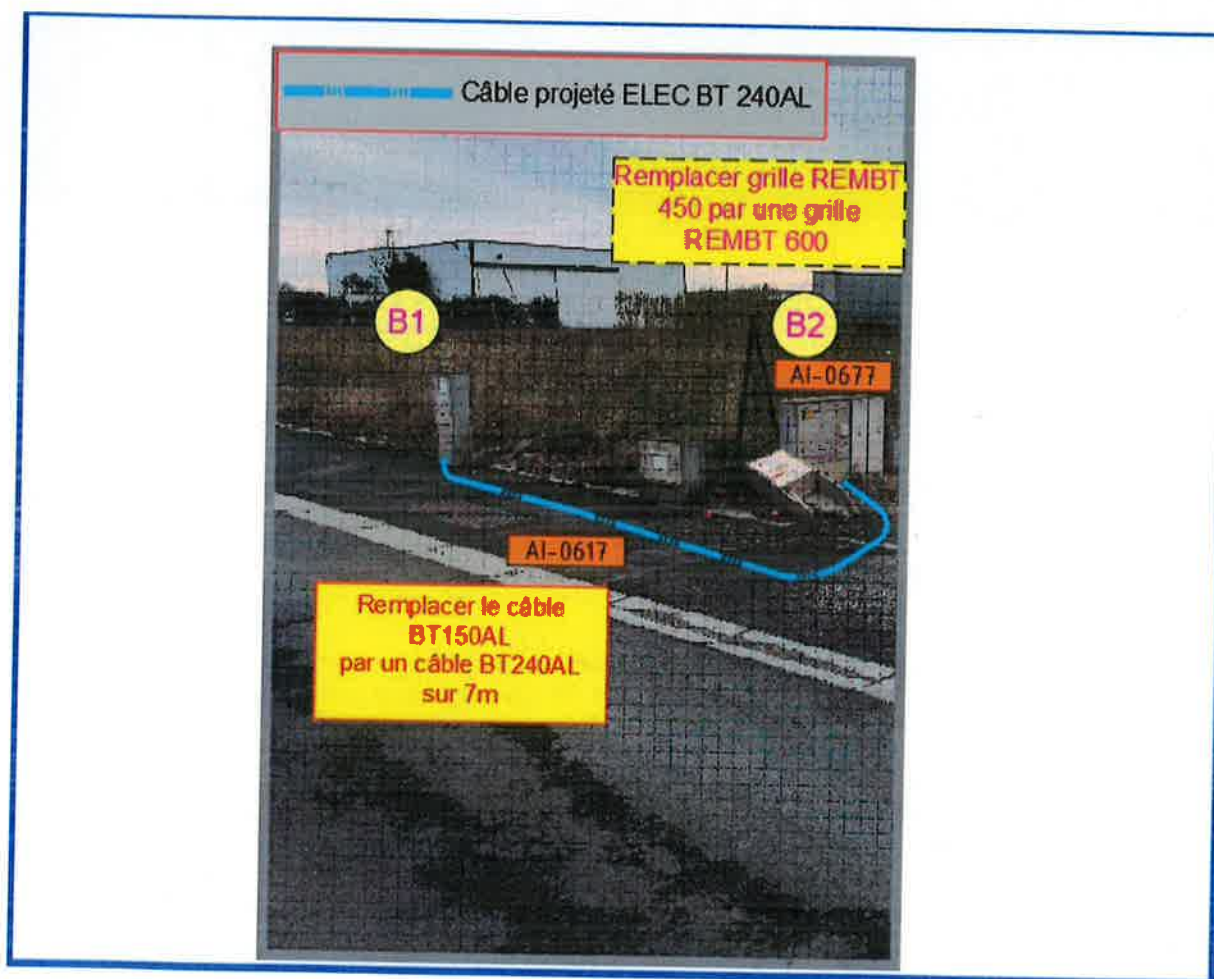 Câble projeté ELEC BT 240AL
Remplacer grille REMBT
450 par une grille
REMBT 600
B1
B2
AI-0677
AI-0617
Remplacer le câble
BT150AL
par un câble BT240AL
sur 7m